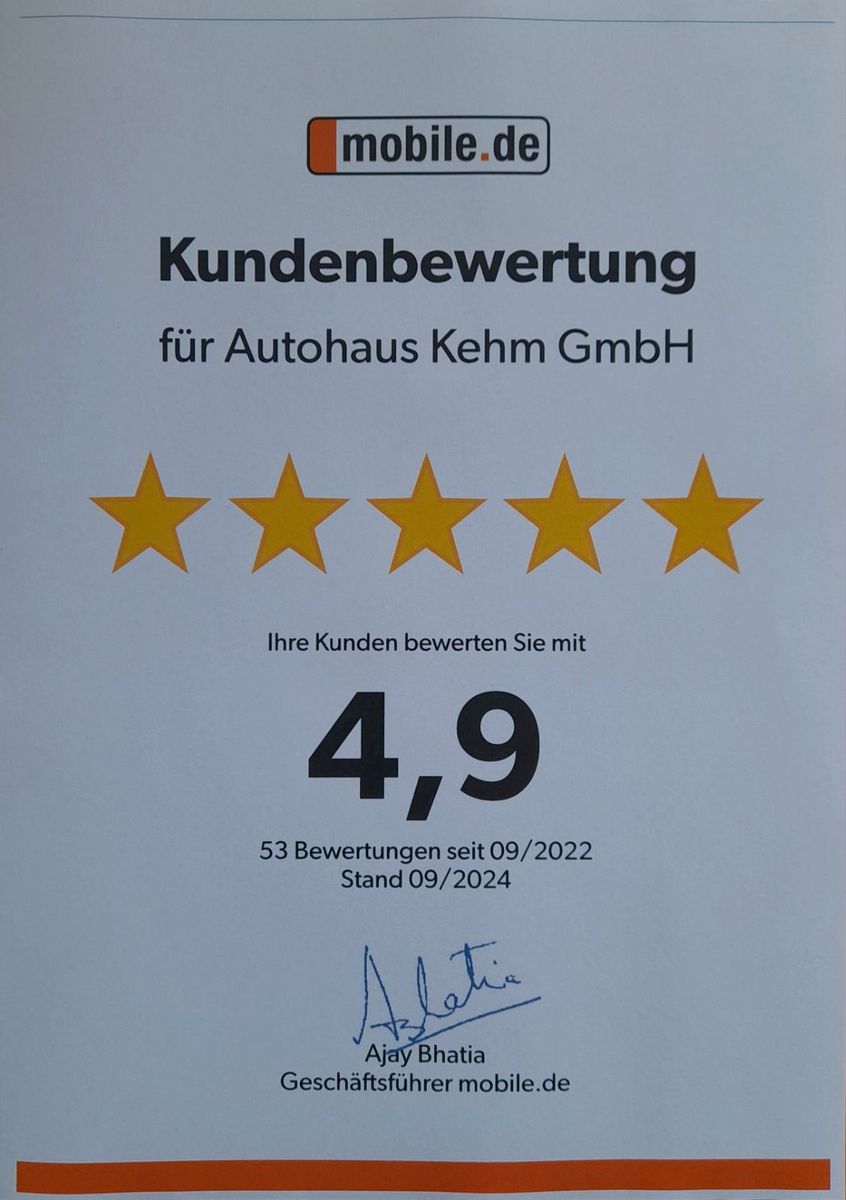 mobile.de
Kundenbewertung
für Autohaus Kehm GmbH
Ihre Kunden bewerten Sie mit
4,9
53 Bewertungen seit 09/2022
Stand 09/2024
ABhatia
Ajay Bhatia
Geschäftsführer mobile.de